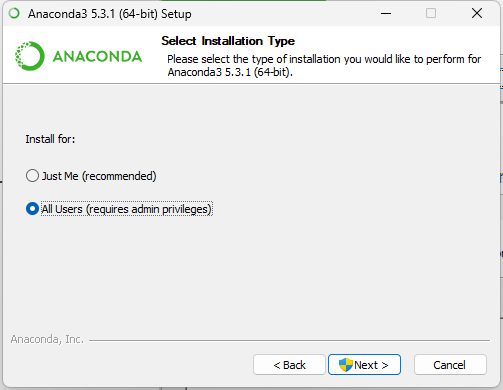 Anaconda3 5.3.1 (64-bit) Setup
ANACONDA
Select Installation Type
Please select the type of installation you would like to perform for
Anaconda3 5.3.1 (64-bit).
Install for:
Just Me (recommended)
All Users (requires admin privileges)
Anaconda, Inc.
< Back
Next >
Cancel